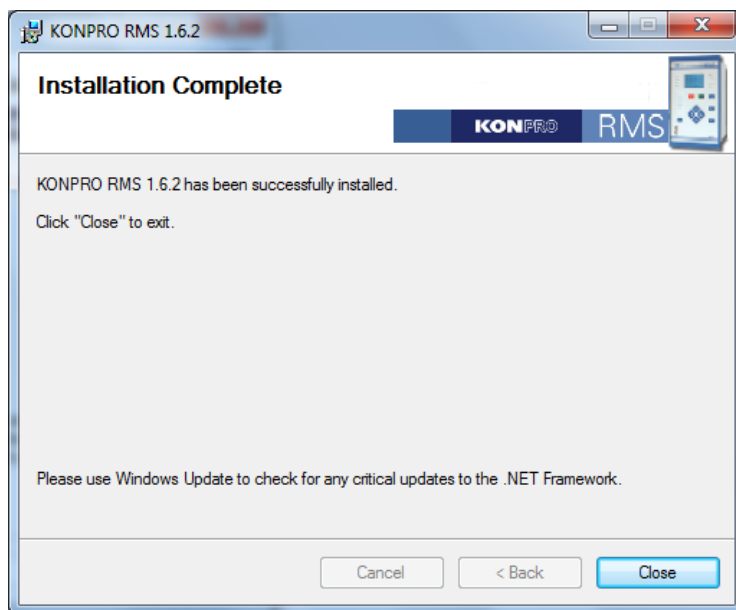 KONPRO RMS 1.6.2
Installation Complete
KONPRO RMS
KONPRO RMS 1.6.2 has been successfully installed.
Click "Close" to exit.
Please use Windows Update to check for any critical updates to the .NET Framework.
Cancel
< Back
Close